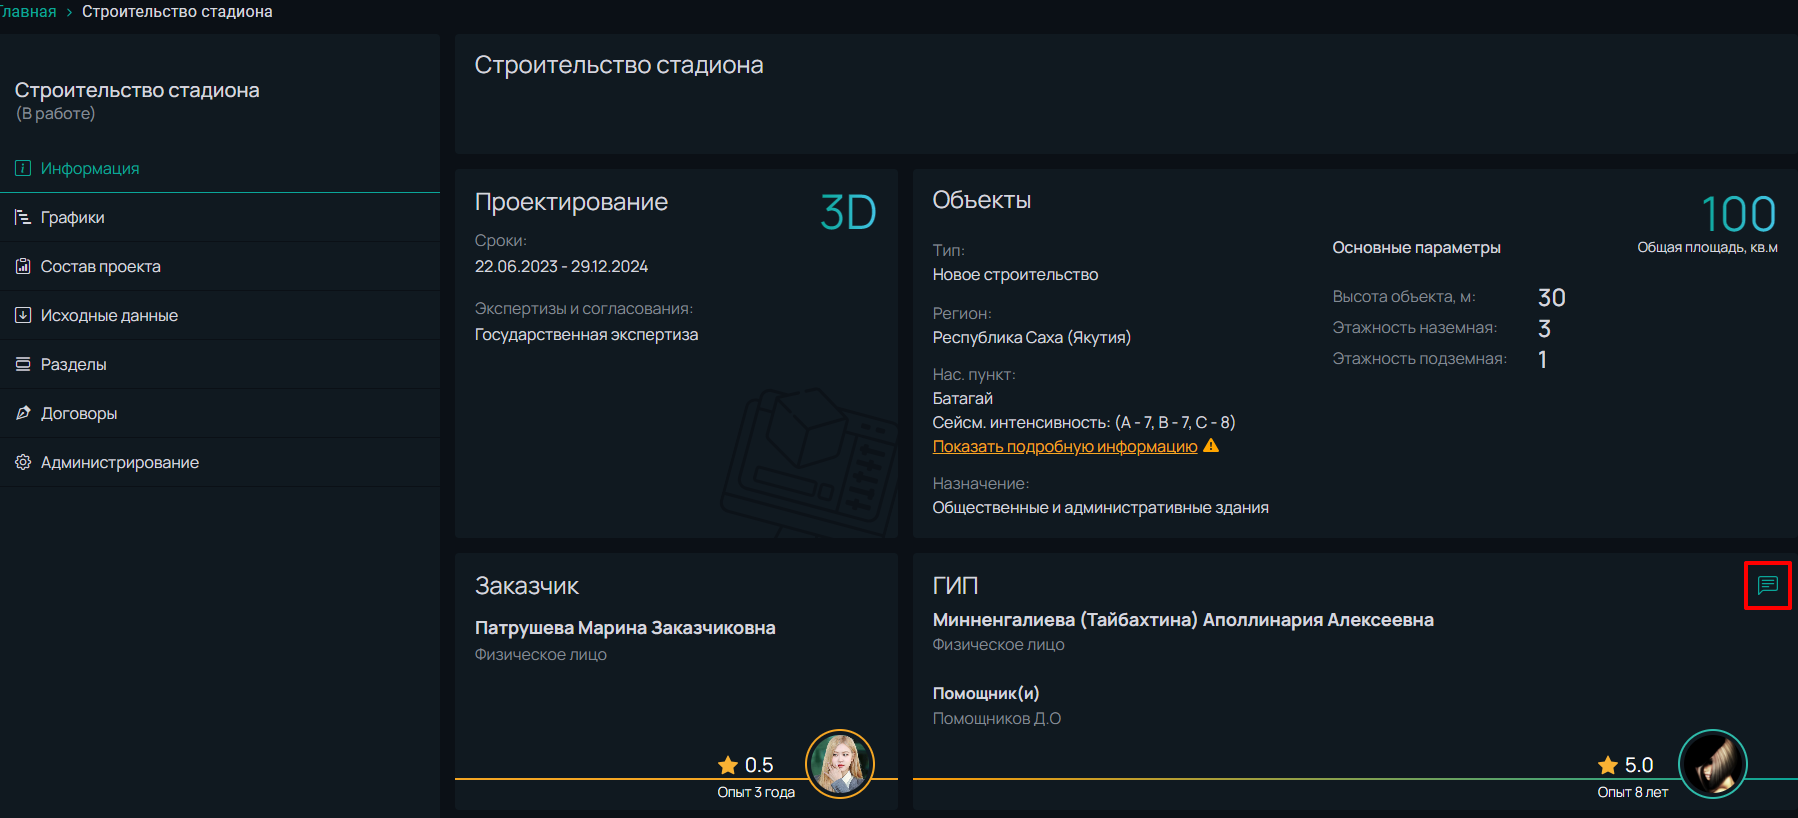 Главная > Строительство стадиона
Строительство стадиона
(В работе)
Информация
Графики
Состав проекта
Исходные данные
Разделы
Договоры
Администрирование
Строительство стадиона
Проектирование
3D
Сроки:
22.06.2023 - 29.12.2024
Экспертизы и согласования:
Государственная экспертиза
Объекты
Тип:
Новое строительство
Регион:
Республика Саха (Якутия)
Нас. пункт:
Батагай
Сейсм. интенсивность: (A - 7, B - 7, C - 8)
Показать подробную информацию
Назначение:
Общественные и административные здания
Основные параметры
Высота объекта, м: 30
Этажность наземная: 3
Этажность подземная: 1
100
Общая площадь, кв.м
Заказчик
Патрушева Марина Заказчиковна
Физическое лицо
0.5
Опыт 3 года
ГИП
Минненгалиева (Тайбахтина) Аполлинария Алексеевна
Физическое лицо
Помощник(и)
Помощников Д.О
5.0
Опыт 8 лет